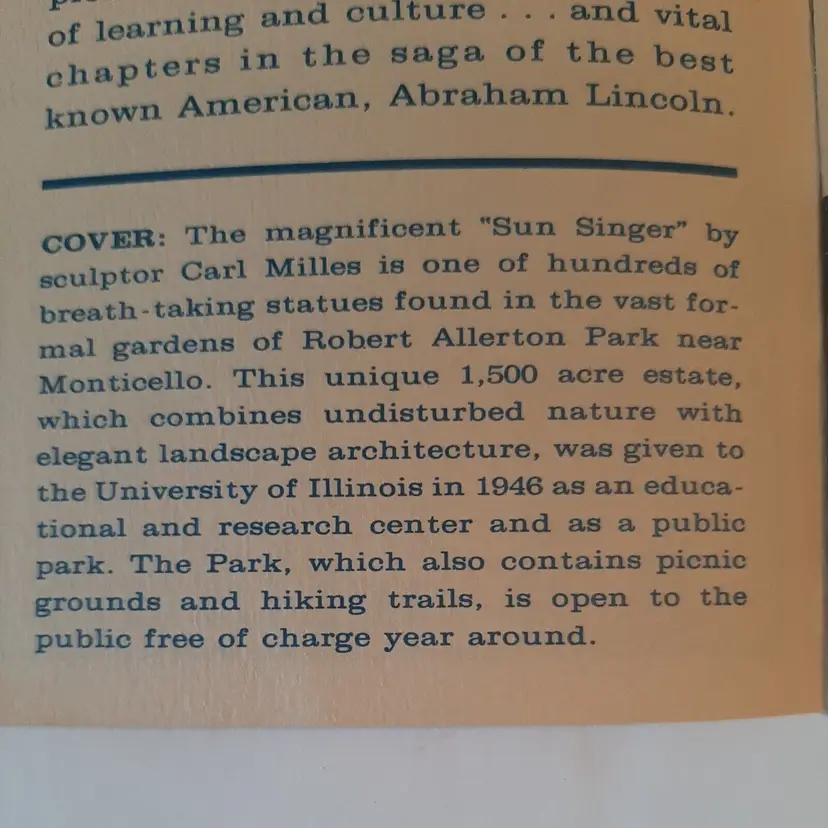 of learning and culture . . . and vital
chapters in the saga of the best
known American, Abraham Lincoln.
COVER: The magnificent "Sun Singer" by
sculptor Carl Milles is one of hundreds of
breath-taking statues found in the vast for-
mal gardens of Robert Allerton Park near
Monticello. This unique 1,500 acre estate,
which combines undisturbed nature with
elegant landscape architecture, was given to
the University of Illinois in 1946 as an educa-
tional and research center and as a public
park. The Park, which also contains picnic
grounds and hiking trails, is open to the
public free of charge year around.